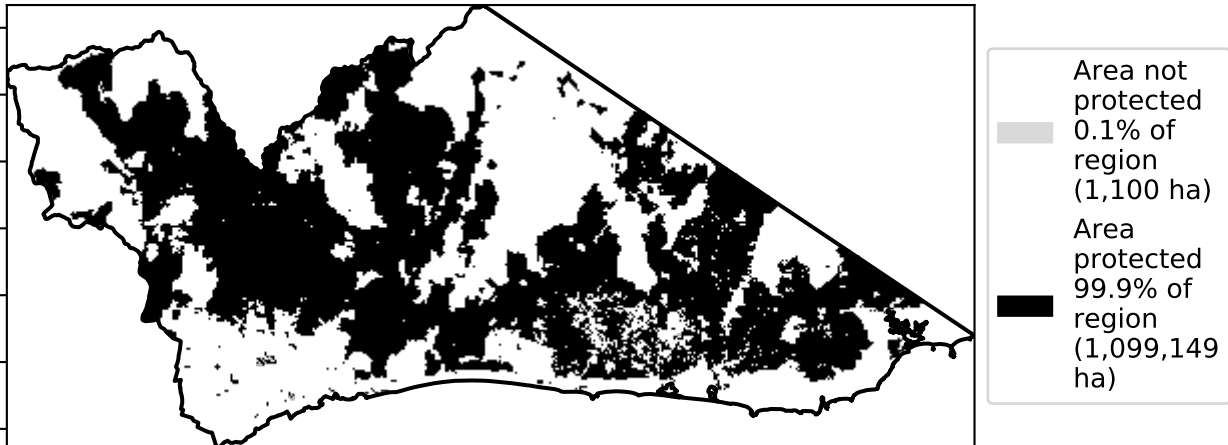 Area not
protected
0.1% of
region
(1,100 ha)
Area
protected
99.9% of
region
(1,099,149
ha)